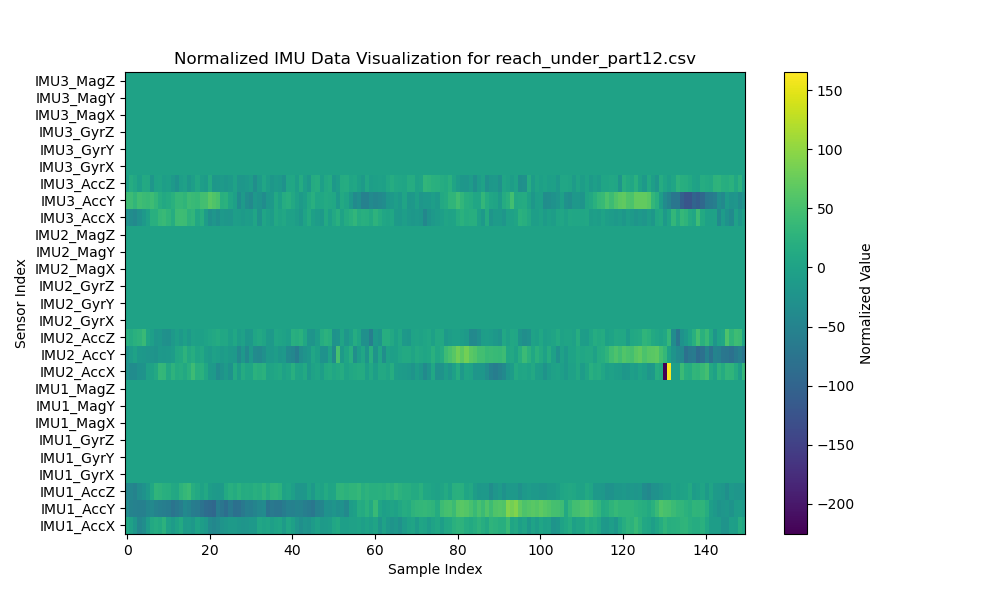 Normalized IMU Data Visualization for reach_under_part12.csv
IMU3_MagZ
IMU3_MagY
IMU3_MagX
IMU3_GyrZ
IMU3_GyrY
IMU3_GyrX
IMU3_AccZ
IMU3_AccY
IMU3_AccX
IMU2_MagZ
IMU2_MagY
IMU2_MagX
IMU2_GyrZ
IMU2_GyrY
IMU2_GyrX
IMU2_AccZ
IMU2_AccY
IMU2_AccX
IMU1_MagZ
IMU1_MagY
IMU1_MagX
IMU1_GyrZ
IMU1_GyrY
IMU1_GyrX
IMU1_AccZ
IMU1_AccY
IMU1_AccX
Sensor Index
0 20 40 60 80 100 120 140
Sample Index
150
100
50
0
−50
−100
−150
−200
Normalized Value